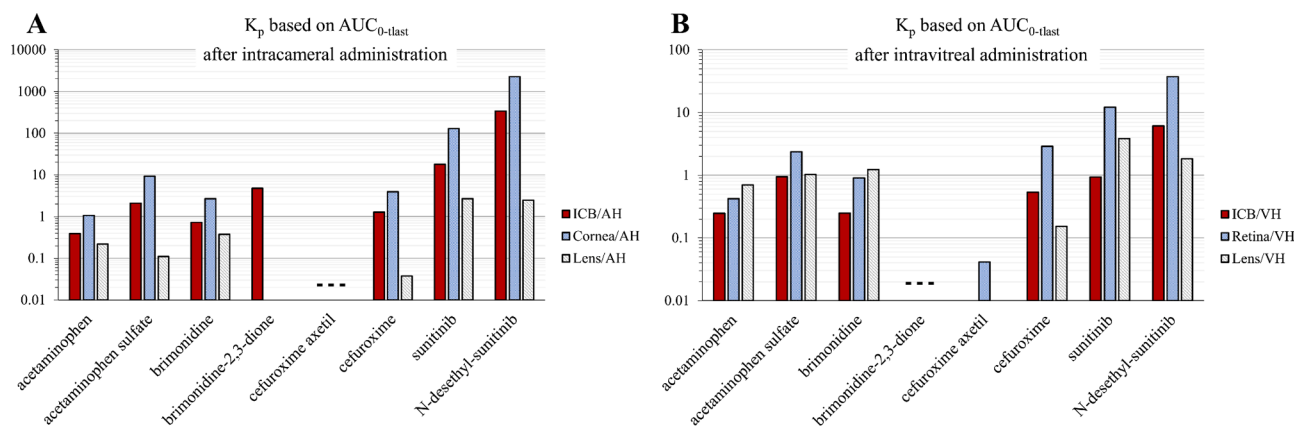 A
Kp based on AUC0-tlast
after intracameral administration
10000
1000
100
10
1
0.1
0.01
acetaminophen
acetaminophen sulfate
brimonidine
brimonidine-2,3-dione
cefuroxime axetil
cefuroxime
sunitinib
N-desethyl-sunitinib
ICB/AH
Cornea/AH
Lens/AH
B
Kp based on AUC0-tlast
after intravitreal administration
100
10
1
0.1
0.01
acetaminophen
acetaminophen sulfate
brimonidine
brimonidine-2,3-dione
cefuroxime axetil
cefuroxime
sunitinib
N-desethyl-sunitinib
ICB/VH
Retina/VH
Lens/VH